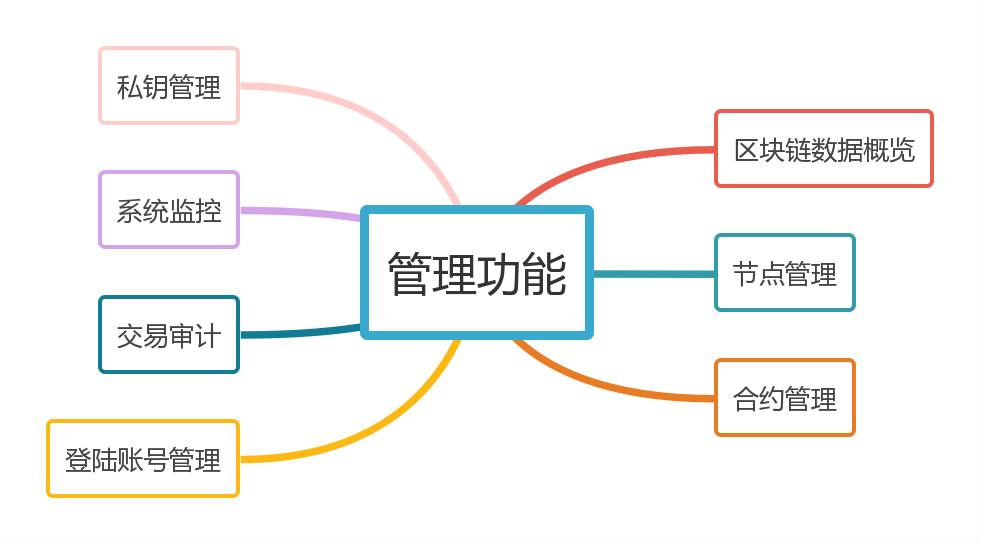 私钥管理
系统监控
交易审计
登陆账号管理
管理功能
区块链数据概览
节点管理
合约管理